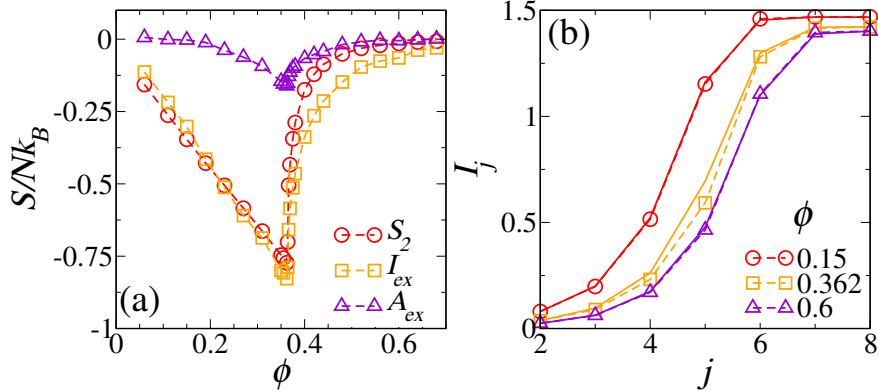 0
-0.25
-0.5
-0.75
-1
S/Nk_B
0 0.2 0.4 0.6
ϕ
(a)
S_2
I_ex
A_ex
1.5
1
0.5
0
I_j
2 4 6 8
j
(b)
ϕ
0.15
0.362
0.6